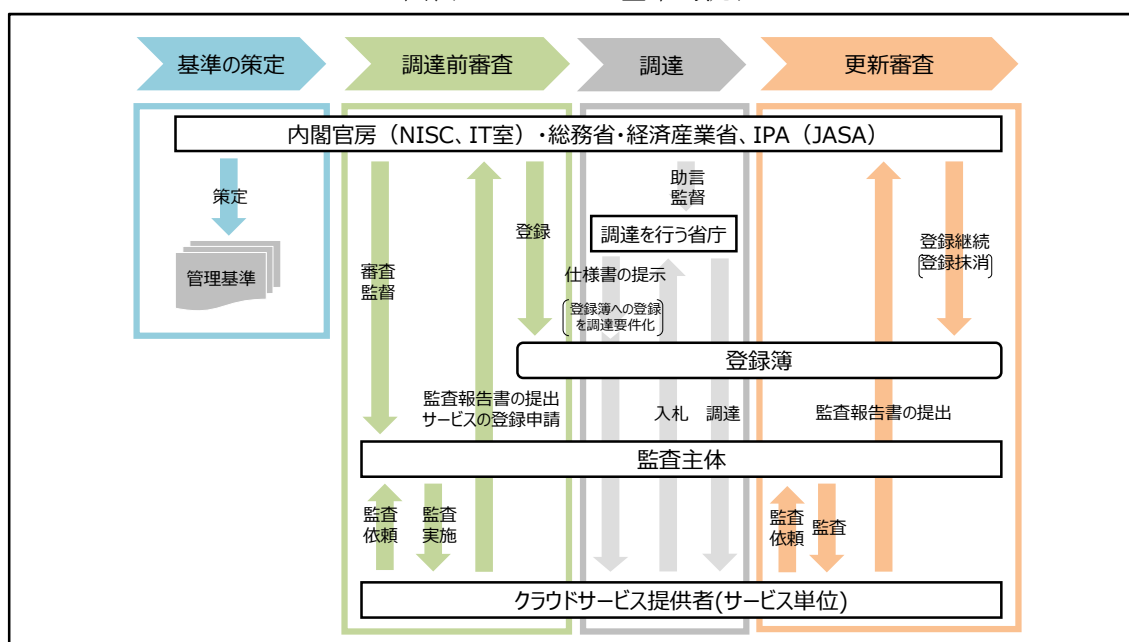 基準の策定
調達前審査
調達
更新審査
内閣官房（NISC、IT室）・総務省・経済産業省、IPA（JASA）
策定
管理基準
審査
監督
登録
助言
監督
調達を行う省庁
仕様書の提示
登録簿への登録
を調達要件化
登録継続
登録抹消
登録簿
監査報告書の提出
サービスの登録申請
入札
調達
監査報告書の提出
監査主体
監査
依頼
監査
実施
監査
依頼
監査
クラウドサービス提供者(サービス単位)